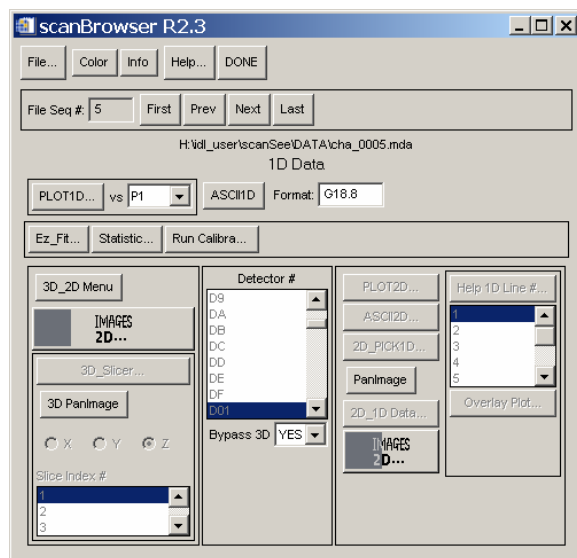 scanBrowser R2.3
File... Color Info Help... DONE
File Seq #: 5 First Prev Next Last
H:\idl_user\scanSee\DATA\cha_0005.mda
1D Data
PLOT1D... vs P1 ASCII1D Format: G18.8
Ez_Fit... Statistic... Run Calibra...
3D_2D Menu
IMAGES
2D...
3D_Slicer...
3D PanImage
X Y Z
Slice Index #
1
2
3
Detector #
D9
DA
DB
DC
DD
DE
DF
D01
Bypass 3D YES
PLOT2D...
ASCII2D...
2D_PICK1D...
PanImage
2D_1D Data...
IMAGES
2D...
Help 1D Line #...
1
2
3
4
5
Overlay Plot...